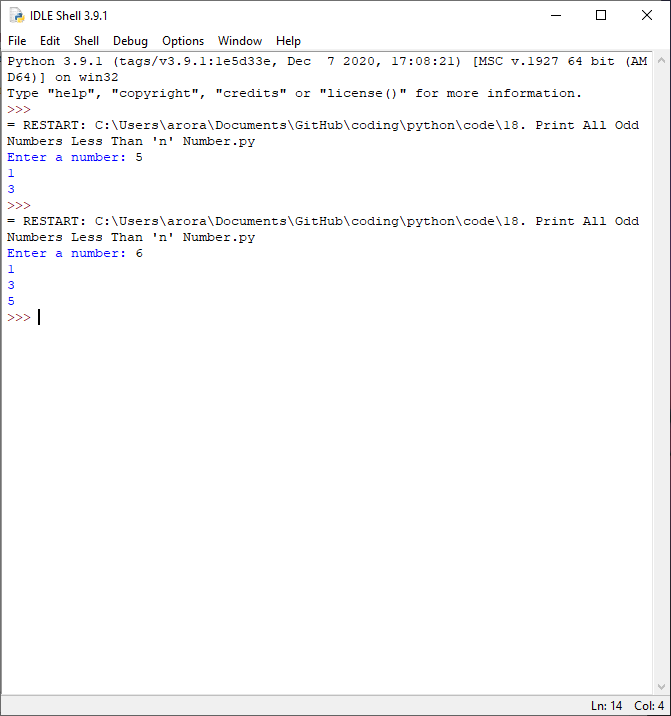 IDLE Shell 3.9.1
File Edit Shell Debug Options Window Help
Python 3.9.1 (tags/v3.9.1:1e5d33e, Dec  7 2020, 17:08:21) [MSC v.1927 64 bit (AM
D64)] on win32
Type "help", "copyright", "credits" or "license()" for more information.
>>>
= RESTART: C:\Users\arora\Documents\GitHub\coding\python\code\18. Print All Odd
Numbers Less Than 'n' Number.py
Enter a number: 5
1
3
>>>
= RESTART: C:\Users\arora\Documents\GitHub\coding\python\code\18. Print All Odd
Numbers Less Than 'n' Number.py
Enter a number: 6
1
3
5
>>>
Ln: 14 Col: 4